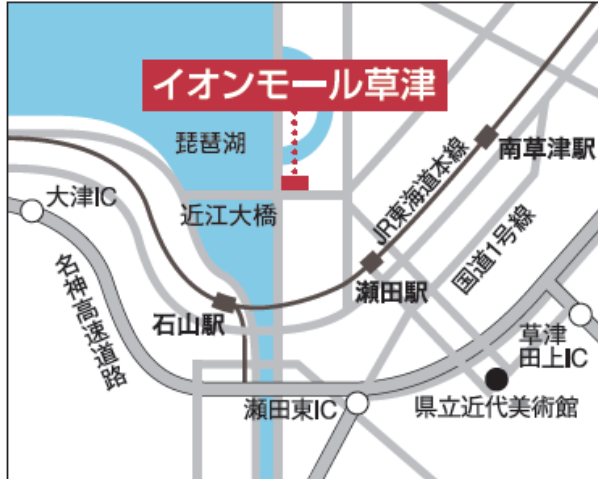 イオンモール草津
琵琶湖
南草津駅
大津IC
近江大橋
JR東海道本線
国道1号線
瀬田駅
名神高速道路
石山駅
草津
田上IC
瀬田東IC
県立近代美術館